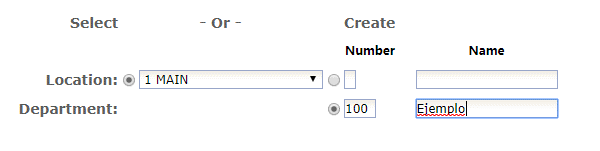 Select - Or - Create
Number Name
Location: 1 MAIN
Department: 100 Ejemplo